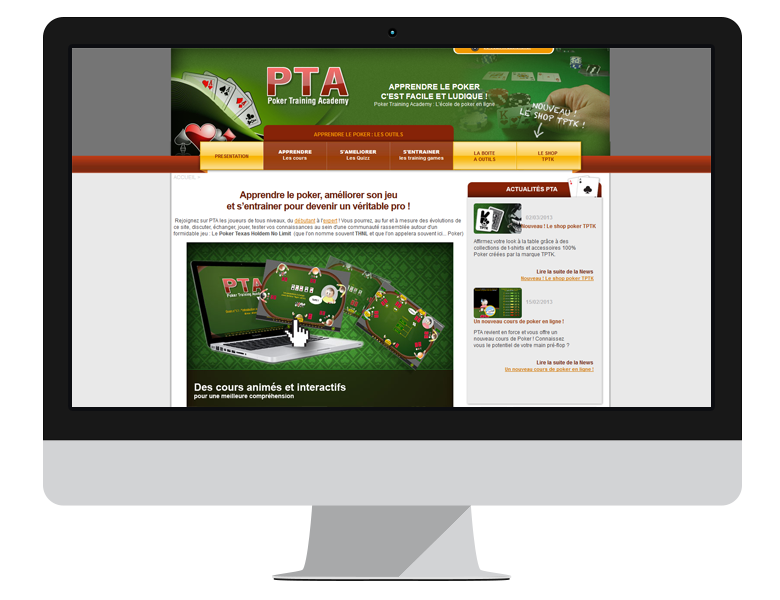 PTA
Poker Training Academy
APPRENDRE LE POKER
C'EST FACILE ET LUDIQUE !
Poker Training Academy : L'école de poker en ligne
NOUVEAU !
LE SHOP TPTK !
APPRENDRE LE POKER : LES OUTILS
PRESENTATION
APPRENDRE
Les cours
S'AMELIORER
Les Quizz
S'ENTRAINER
les training games
LA BOITE
A OUTILS
LE SHOP
TPTK
ACCUEIL >
Apprendre le poker, améliorer son jeu
et s'entrainer pour devenir un véritable pro !
Rejoignez sur PTA les joueurs de tous niveaux, du débutant à l'expert ! Vous pourrez, au fur et à mesure des évolutions de
ce site, discuter, échanger, jouer, tester vos connaissances au sein d'une communauté rassemblée autour d'un
formidable jeu : Le Poker Texas Holdem No Limit (que l'on nomme souvent THNL et que l'on appelera souvent ici... Poker)
PTA
Poker Training Academy
Des cours animés et interactifs
pour une meilleure compréhension
ACTUALITÉS PTA
02/03/2013
Nouveau ! Le shop poker TPTK
Affirmez votre look à la table grâce à des
collections de t-shirts et accessoires 100%
Poker créées par la marque TPTK.
Lire la suite de la News
Nouveau ! Le shop poker TPTK
15/02/2013
Un nouveau cours de poker en ligne !
PTA revient en force et vous offre un
nouveau cours de Poker ! Connaissez
vous le potentiel de votre main pré-flop ?
Lire la suite de la News
Un nouveau cours de poker en ligne !